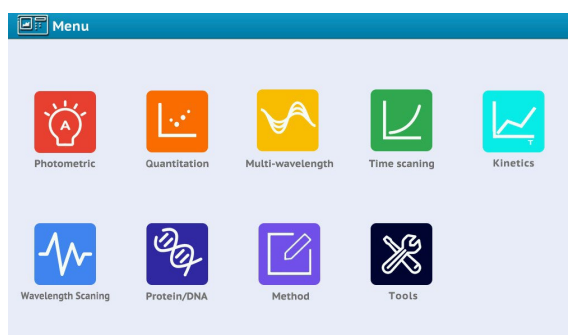 Menu
A
Photometric
Quantitation
Multi-wavelength
Time scaning
T
Kinetics
Wavelength Scaning
Protein/DNA
Method
Tools